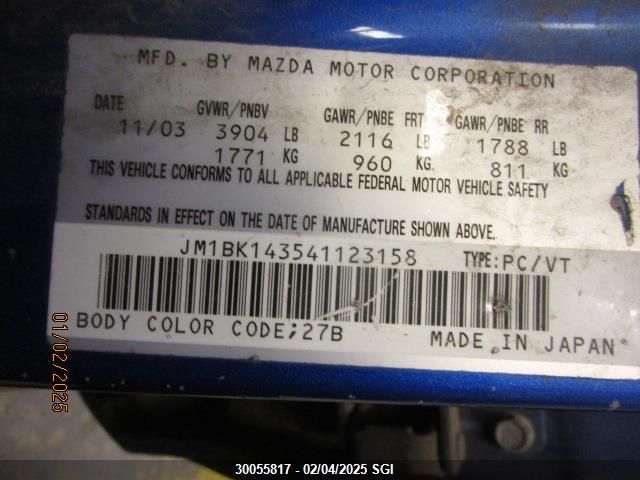 MFD. BY MAZDA MOTOR CORPORATION
DATE GVWR/PNBV GAWR/PNBE FRT GAWR/PNBE RR
11/03 3904 LB 2116 LB 1788 LB
1771 KG 960 KG 811 KG
THIS VEHICLE CONFORMS TO ALL APPLICABLE FEDERAL MOTOR VEHICLE SAFETY
STANDARDS IN EFFECT ON THE DATE OF MANUFACTURE SHOWN ABOVE.
JM1BK143541123158 TYPE:PC/VT
BODY COLOR CODE;27B MADE IN JAPAN
01/02/2025
30055817 - 02/04/2025 SGI